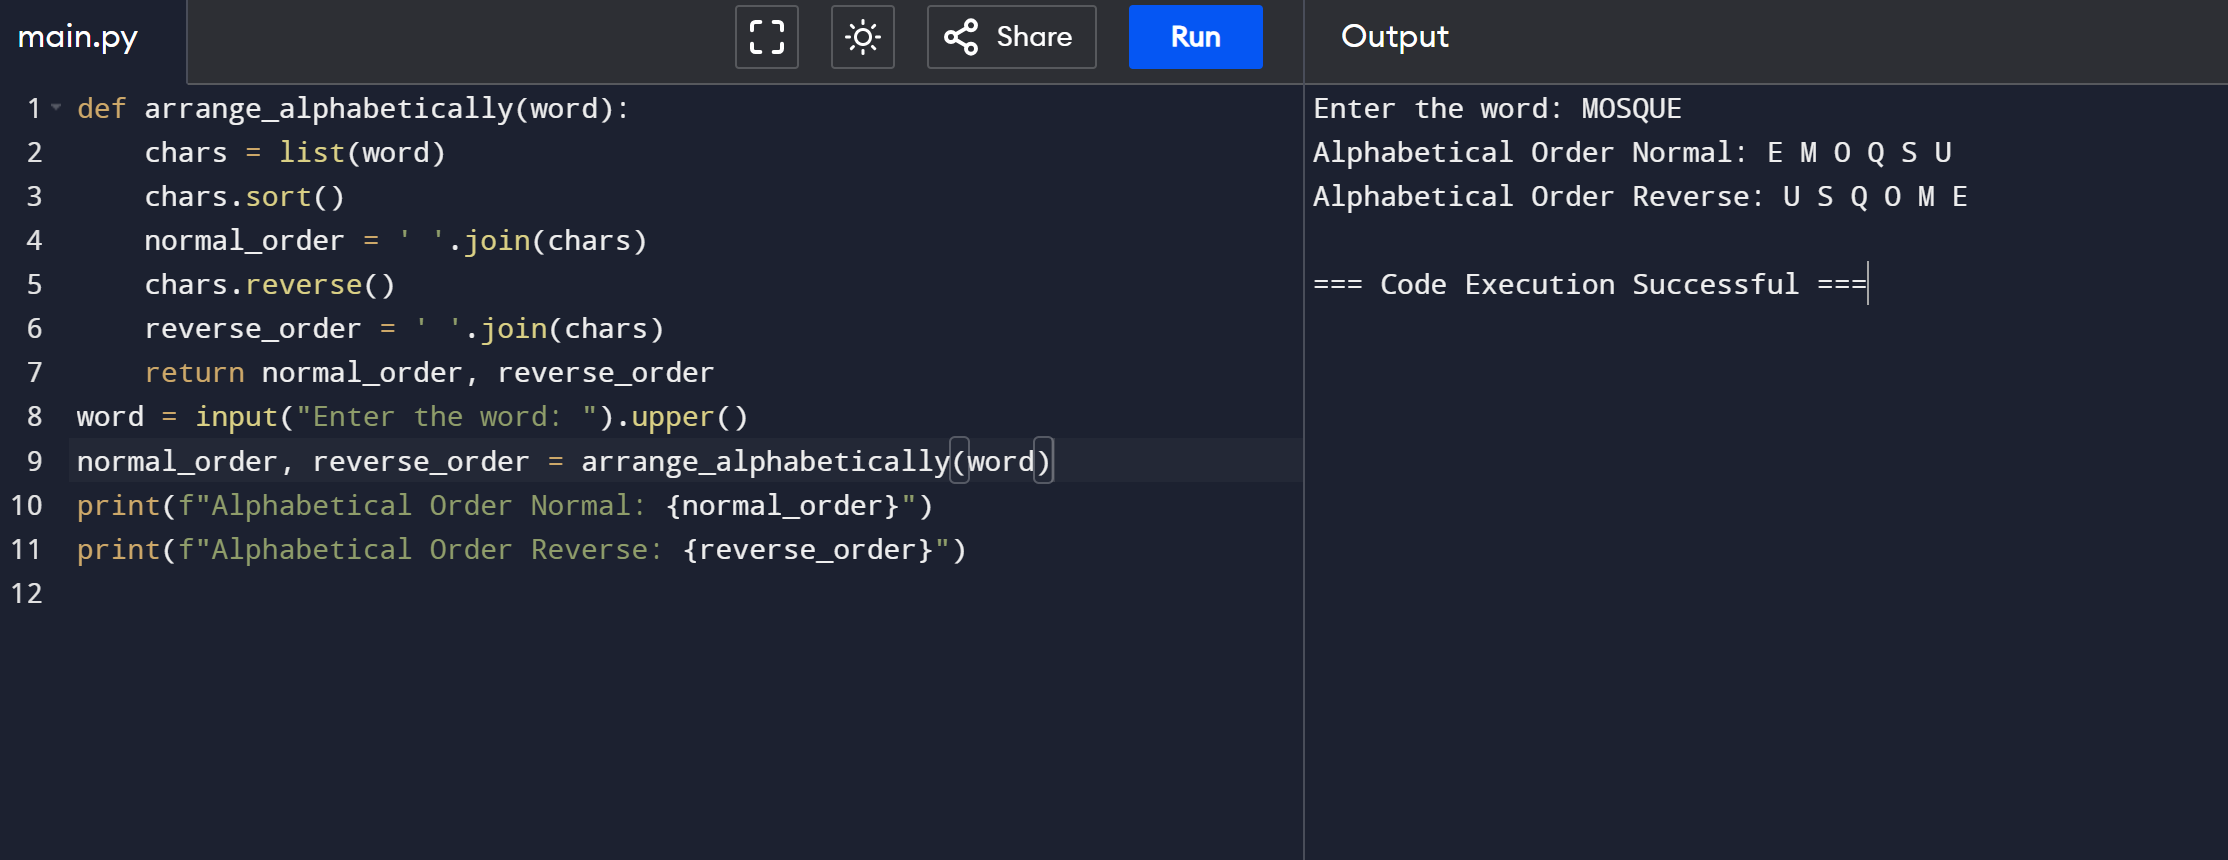 main.py
Share
Run
Output
1 def arrange_alphabetically(word):
2     chars = list(word)
3     chars.sort()
4     normal_order = ' '.join(chars)
5     chars.reverse()
6     reverse_order = ' '.join(chars)
7     return normal_order, reverse_order
8 word = input("Enter the word: ").upper()
9 normal_order, reverse_order = arrange_alphabetically(word)
10 print(f"Alphabetical Order Normal: {normal_order}")
11 print(f"Alphabetical Order Reverse: {reverse_order}")
12
Enter the word: MOSQUE
Alphabetical Order Normal: E M O Q S U
Alphabetical Order Reverse: U S Q O M E
=== Code Execution Successful ===